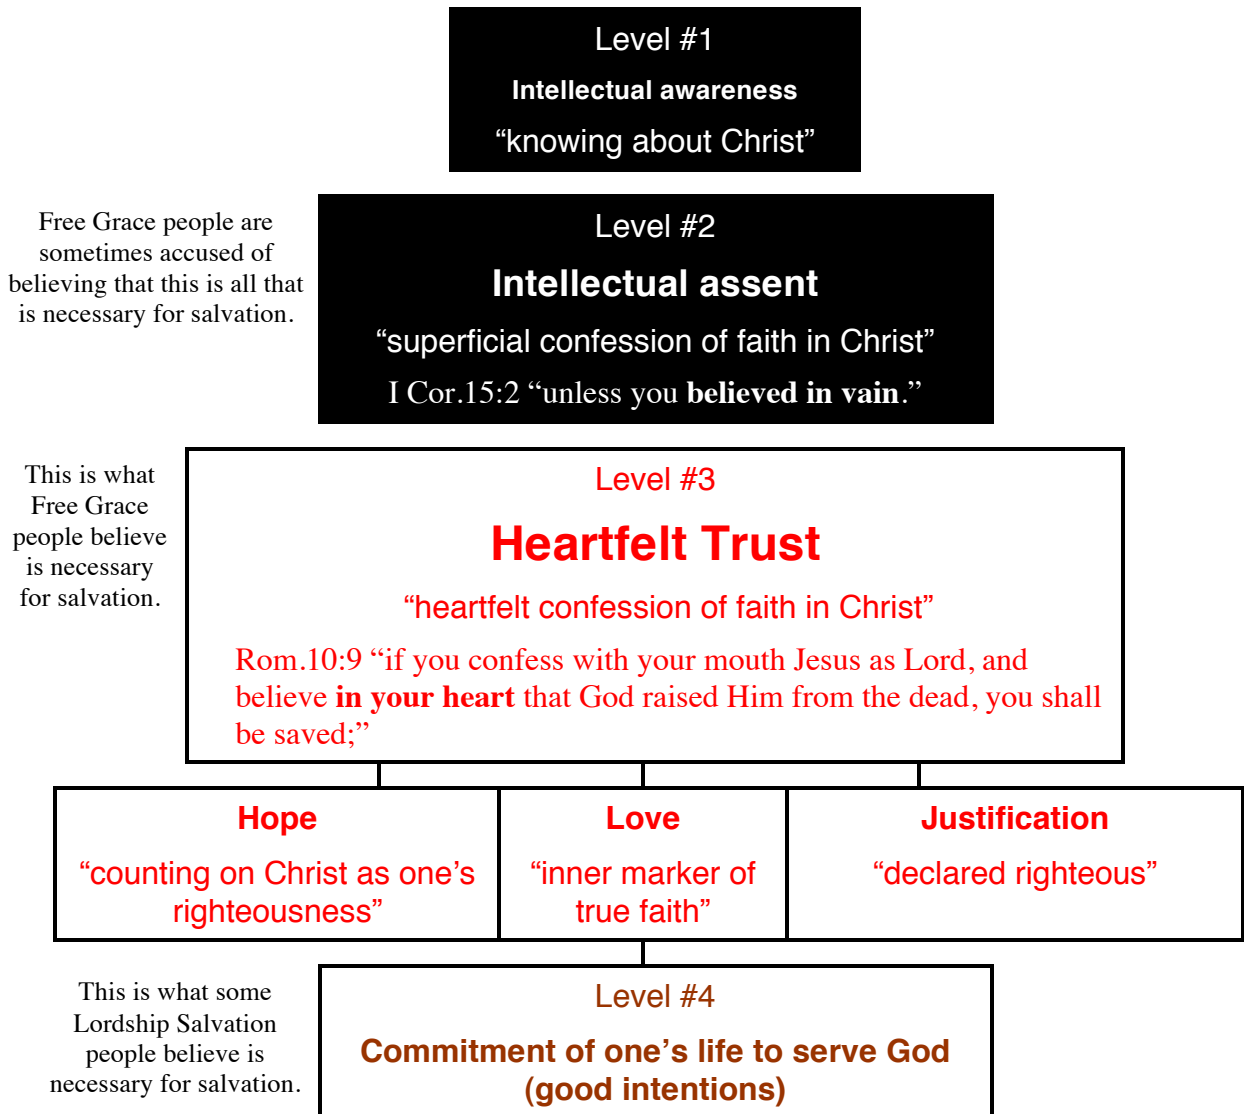 Level #1
Intellectual awareness
“knowing about Christ”
Free Grace people are
sometimes accused of
believing that this is all that
is necessary for salvation.
Level #2
Intellectual assent
“superficial confession of faith in Christ”
I Cor.15:2 “unless you believed in vain.”
This is what
Free Grace
people believe
is necessary
for salvation.
Level #3
Heartfelt Trust
“heartfelt confession of faith in Christ”
Rom.10:9 “if you confess with your mouth Jesus as Lord, and
believe in your heart that God raised Him from the dead, you shall
be saved;”
Hope
“counting on Christ as one’s
righteousness”
Love
“inner marker of
true faith”
Justification
“declared righteous”
This is what some
Lordship Salvation
people believe is
necessary for salvation.
Level #4
Commitment of one’s life to serve God
(good intentions)